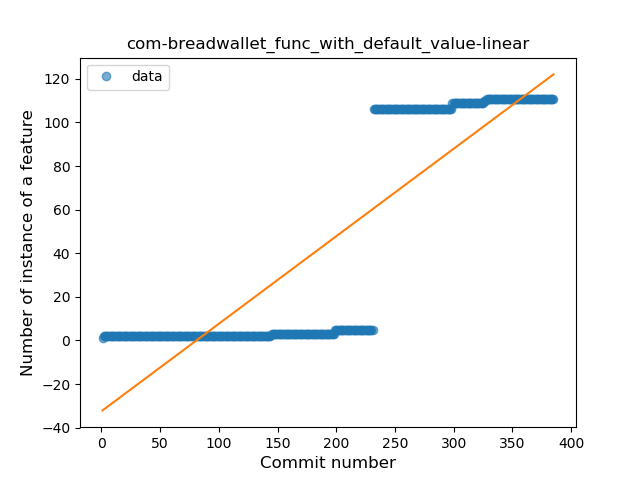 com-breadwallet_func_with_default_value-linear
data
Number of instance of a feature
120
100
80
60
40
20
0
−20
−40
0 50 100 150 200 250 300 350 400
Commit number